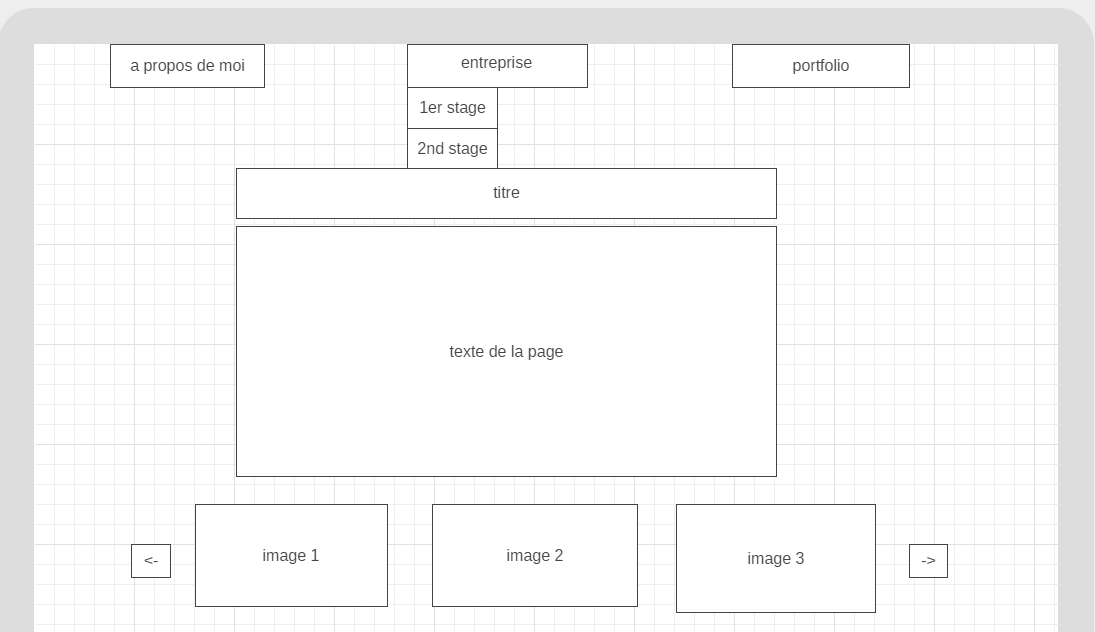 a propos de moi
entreprise
portfolio
1er stage
2nd stage
titre
texte de la page
<-
image 1
image 2
image 3
->